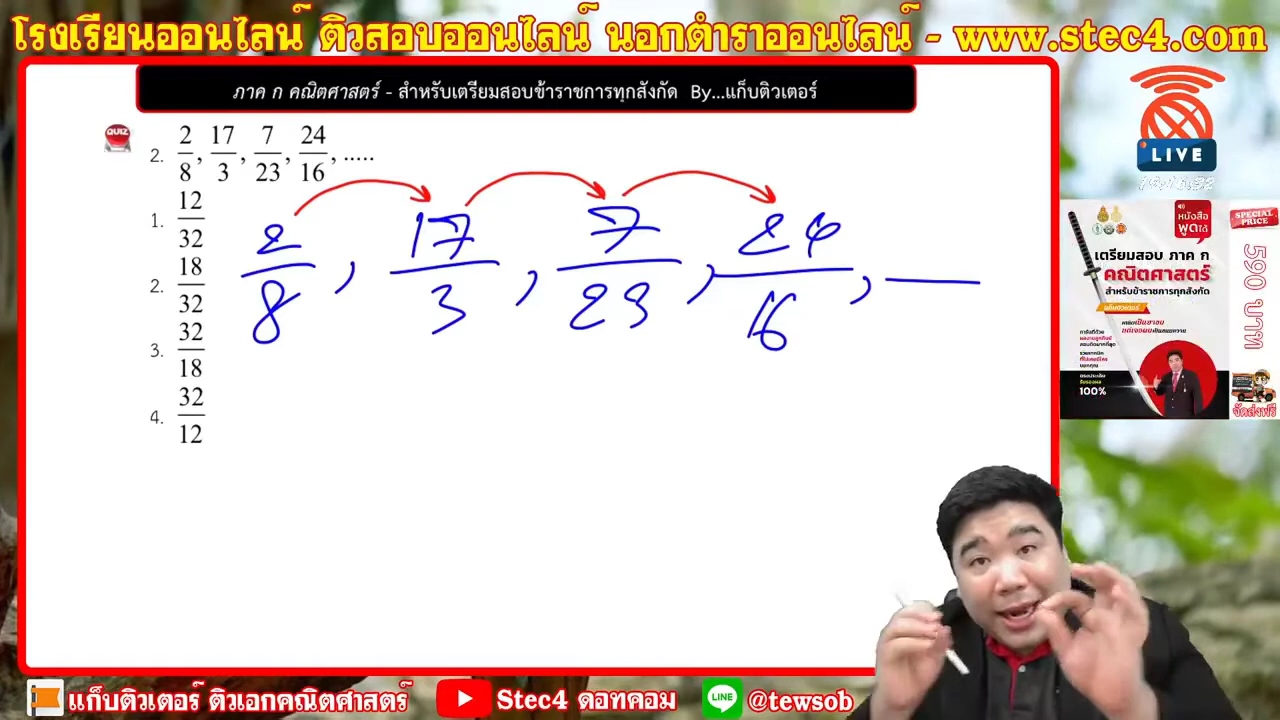 โรงเรียนออนไลน์ ติวสอบออนไลน์ นอกตำราออนไลน์ - www.stec4.com
ภาค ก คณิตศาสตร์ - สำหรับเตรียมสอบข้าราชการทุกสังกัด By...แก็บติวเตอร์
QUIZ
2. 2/8, 17/3, 7/23, 24/16, .....
1. 12/32
2. 18/32
3. 32/18
4. 32/12
2/8, 17/3, 7/23, 24/16, —
LIVE
หนังสือ
พูดได้
SPECIAL
PRICE
เตรียมสอบ ภาค ก
คณิตศาสตร์
สำหรับข้าราชการทุกสังกัด
แก็บติวเตอร์
100%
590 บาท
จัดส่งฟรี
แก็บติวเตอร์ ติวเอกคณิตศาสตร์
Stec4 ดอทคอม
LINE
@tewsob